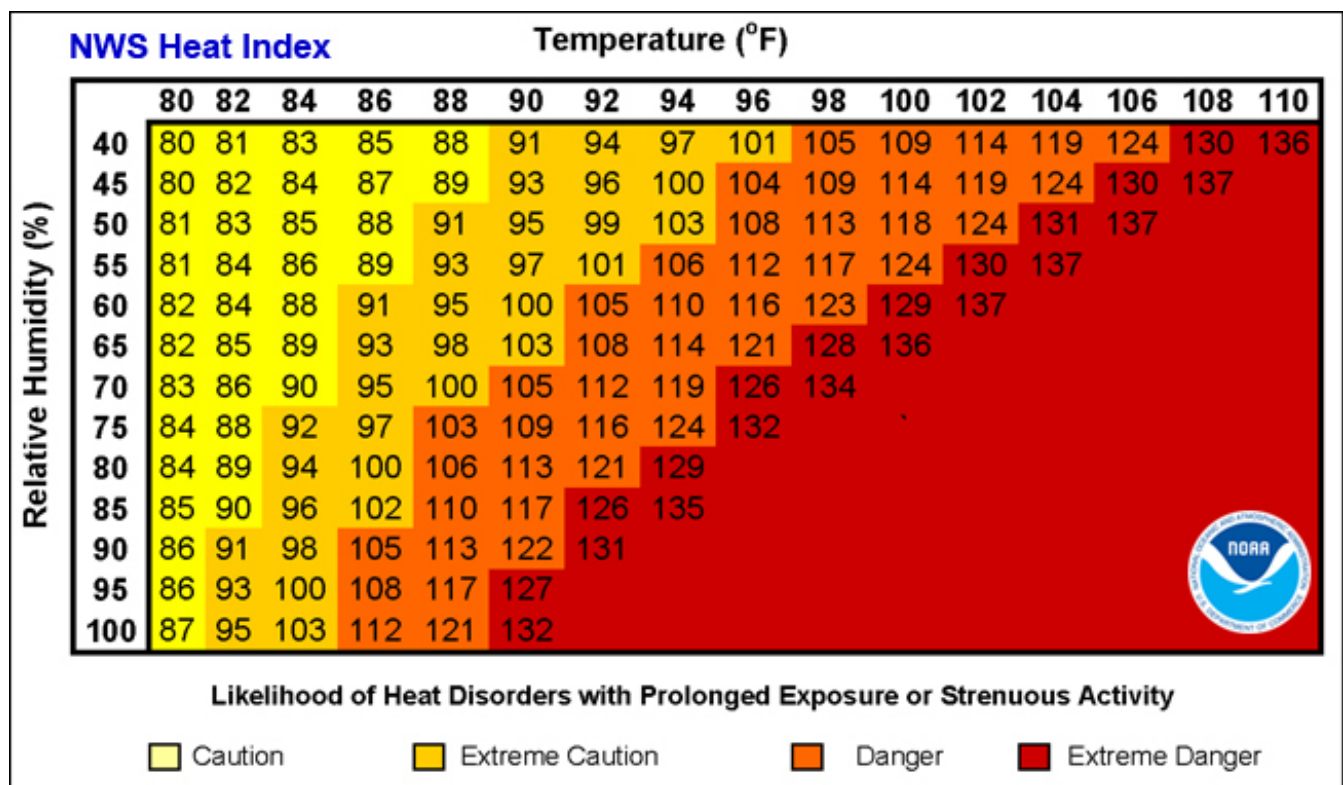 NWS Heat Index
Temperature (°F)
80 82 84 86 88 90 92 94 96 98 100 102 104 106 108 110
Relative Humidity (%)
40 80 81 83 85 88 91 94 97 101 105 109 114 119 124 130 136
45 80 82 84 87 89 93 96 100 104 109 114 119 124 130 137
50 81 83 85 88 91 95 99 103 108 113 118 124 131 137
55 81 84 86 89 93 97 101 106 112 117 124 130 137
60 82 84 88 91 95 100 105 110 116 123 129 137
65 82 85 89 93 98 103 108 114 121 128 136
70 83 86 90 95 100 105 112 119 126 134
75 84 88 92 97 103 109 116 124 132 `
80 84 89 94 100 106 113 121 129
85 85 90 96 102 110 117 126 135
90 86 91 98 105 113 122 131
95 86 93 100 108 117 127
100 87 95 103 112 121 132
NATIONAL OCEANIC AND ATMOSPHERIC ADMINISTRATION
NOAA
U.S. DEPARTMENT OF COMMERCE
Likelihood of Heat Disorders with Prolonged Exposure or Strenuous Activity
Caution
Extreme Caution
Danger
Extreme Danger